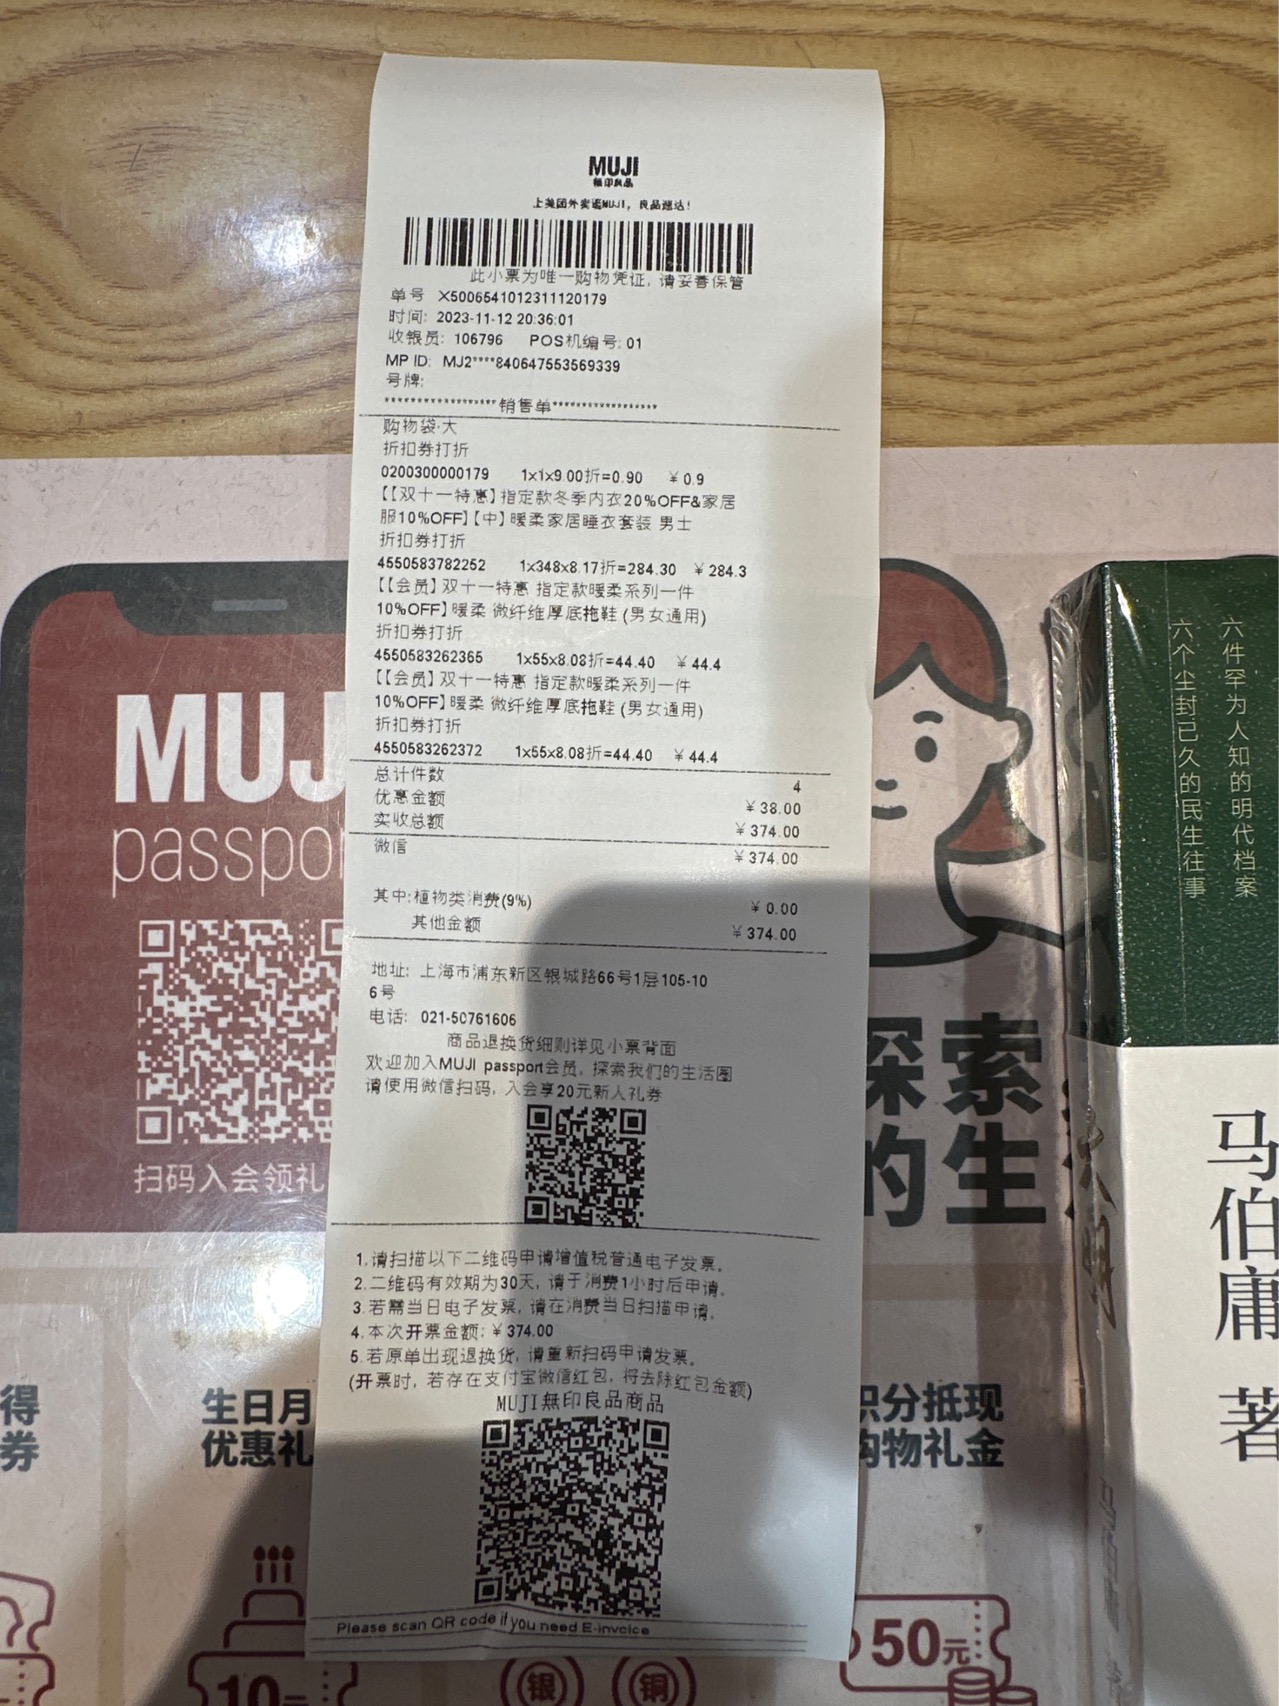 MUJI
無印良品
上美团外卖逛MUJI，良品速达！
此小票为唯一购物凭证，请妥善保管
单号 X5006541012311120179
时间: 2023-11-12 20:36:01
收银员: 106796 POS机编号: 01
MP ID: MJ2****840647553569339
号牌:
******************销售单*****************
购物袋·大
折扣券打折
0200300000179 1x1x9.00折=0.90 ￥0.9
【【双十一特惠】指定款冬季内衣20%OFF&家居
服10%OFF】【中】暖柔家居睡衣套装 男士
折扣券打折
4550583782252 1x348x8.17折=284.30 ￥284.3
【【会员】双十一特惠 指定款暖柔系列一件
10%OFF】暖柔 微纤维厚底拖鞋 (男女通用)
折扣券打折
4550583262365 1x55x8.08折=44.40 ￥44.4
【【会员】双十一特惠 指定款暖柔系列一件
10%OFF】暖柔 微纤维厚底拖鞋 (男女通用)
折扣券打折
4550583262372 1x55x8.08折=44.40 ￥44.4
总计件数 4
优惠金额 ￥38.00
实收总额 ￥374.00
微信 ￥374.00
其中:植物类消费(9%) ￥0.00
其他金额 ￥374.00
地址: 上海市浦东新区银城路66号1层105-10
6号
电话: 021-50761606
商品退换货细则详见小票背面
欢迎加入MUJI passport会员，探索我们的生活圈
请使用微信扫码，入会享20元新人礼券
1.请扫描以下二维码申请增值税普通电子发票。
2.二维码有效期为30天，请于消费1小时后申请。
3.若需当日电子发票，请在消费当日扫描申请。
4.本次开票金额: ￥374.00
5.若原单出现退换货，请重新扫码申请发票。
(开票时，若存在支付宝微信红包，将去除红包金额)
MUJI無印良品商品
Please scan QR code if you need E-invoice
MUJ
passpor
扫码入会领礼
探索
的生
得
券
生日月
优惠礼
积分抵现
购物礼金
10元
银
铜
50元
六件罕为人知的明代档案
六个尘封已久的民生往事
马伯庸 著